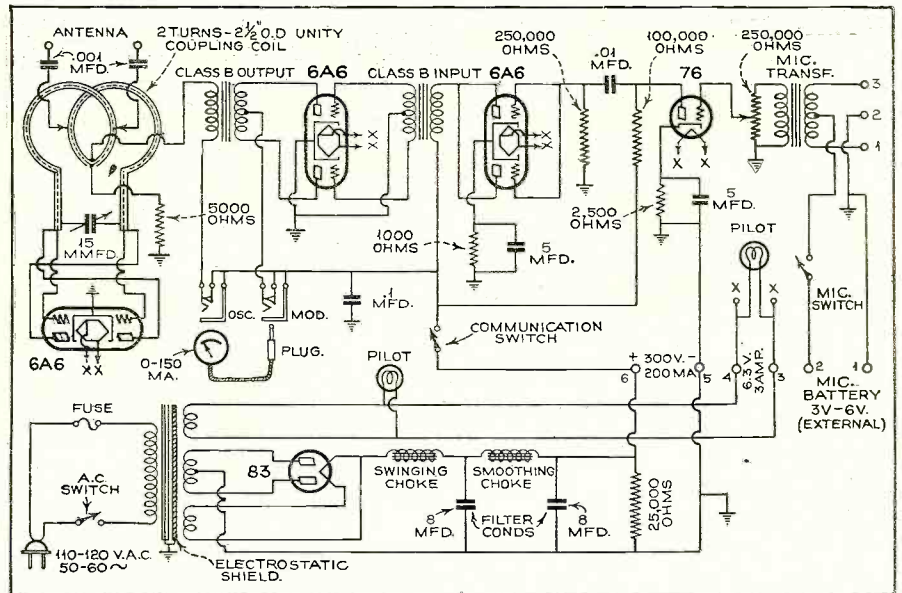 ANTENNA
.001
MFD.
2 TURNS-2½" O.D UNITY
COUPLING COIL
CLASS B OUTPUT
6A6
CLASS B INPUT
6A6
250,000
OHMS
.01
MFD.
100,000
OHMS
76
250,000
OHMS
MIC.
TRANSF.
3
2
1
X
X
X
X
X X
5000
OHMS
15
MMFD.
1000
OHMS
5
MFD.
2,500
OHMS
5
MFD.
PILOT
X X
MIC.
SWITCH
6A6
X X
OSC.
MOD.
.1
MFD.
0-150
MA.
PLUG.
COMMUNICATION
SWITCH
+ 300V. -
200 MA.
6
5
4
6.3 V.
3 AMP.
3
2
1
MIC.
BATTERY
3V-6V.
(EXTERNAL)
PILOT
FUSE
A.C.
SWITCH
110-120 V.A.C.
50-60~
83
SWINGING
CHOKE
SMOOTHING
CHOKE
8
MFD.
FILTER
CONDS
8
MFD.
25,000
OHMS
ELECTROSTATIC
SHIELD.